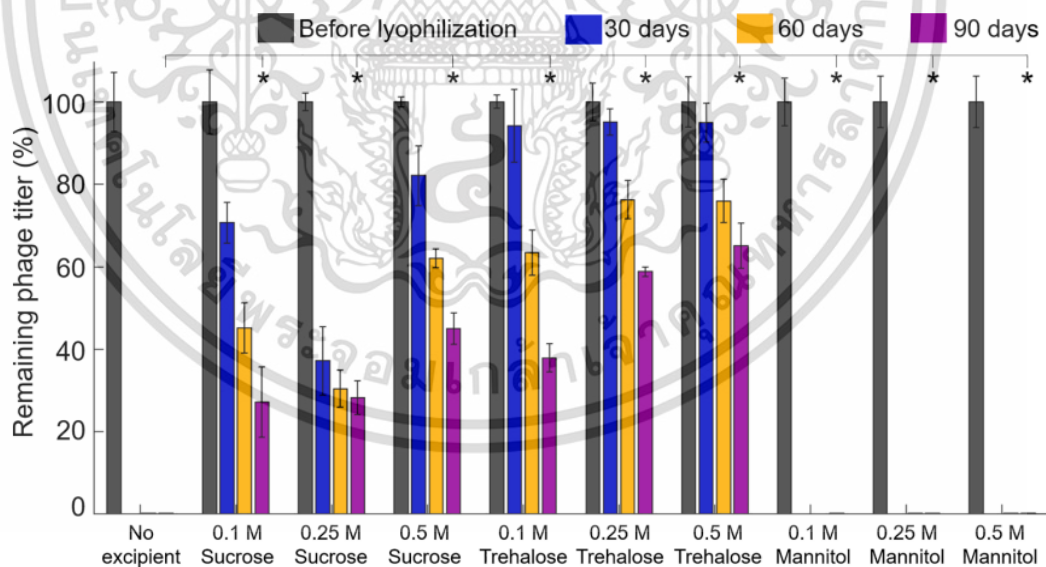 Before lyophilization 30 days 60 days 90 days
* * * * * * * * *
Remaining phage titer (%)
100
80
60
40
20
0
No excipient
0.1 M Sucrose
0.25 M Sucrose
0.5 M Sucrose
0.1 M Trehalose
0.25 M Trehalose
0.5 M Trehalose
0.1 M Mannitol
0.25 M Mannitol
0.5 M Mannitol